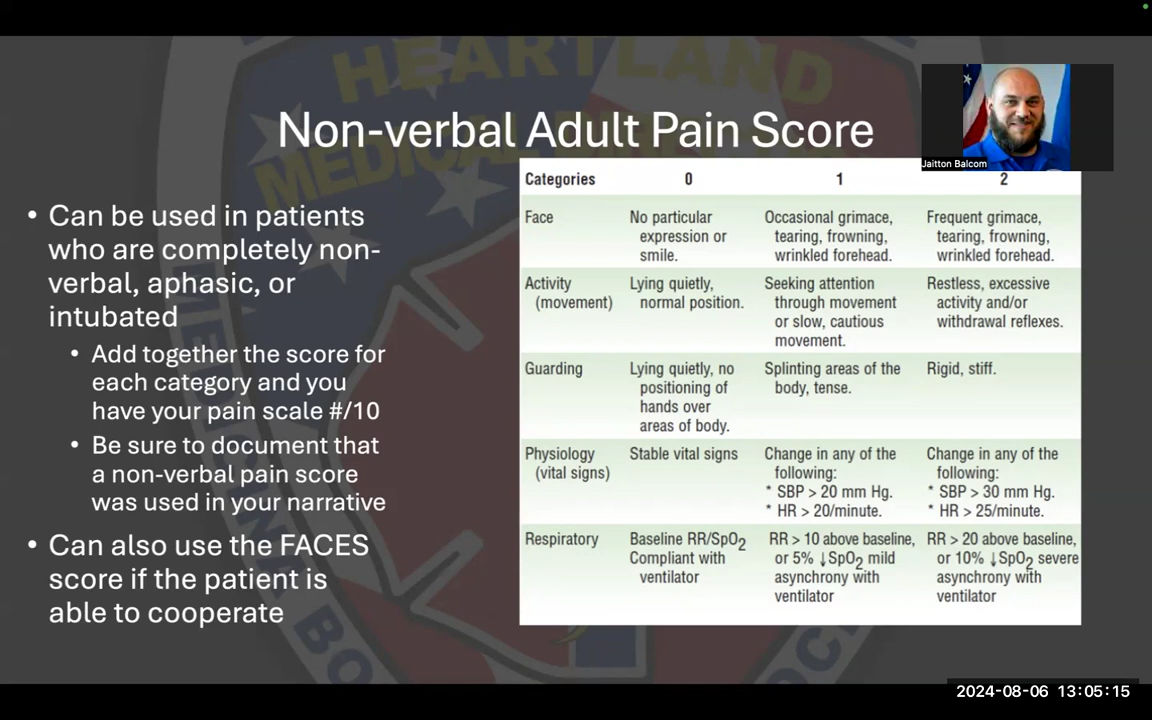 HEARTLAND
MEDICAL
Non-verbal Adult Pain Score
Jaitton Balcom
• Can be used in patients
who are completely non-
verbal, aphasic, or
intubated
• Add together the score for
each category and you
have your pain scale #/10
• Be sure to document that
a non-verbal pain score
was used in your narrative
• Can also use the FACES
score if the patient is
able to cooperate
Categories 0 1 2
Face No particular Occasional grimace, Frequent grimace,
expression or tearing, frowning, tearing, frowning,
smile. wrinkled forehead. wrinkled forehead.
Activity Lying quietly, Seeking attention Restless, excessive
(movement) normal position. through movement activity and/or
or slow, cautious withdrawal reflexes.
movement.
Guarding Lying quietly, no Splinting areas of the Rigid, stiff.
positioning of body, tense.
hands over
areas of body.
Physiology Stable vital signs Change in any of the Change in any of the
(vital signs) following: following:
* SBP > 20 mm Hg. * SBP > 30 mm Hg.
* HR > 20/minute. * HR > 25/minute.
Respiratory Baseline RR/SpO₂ RR > 10 above baseline, RR > 20 above baseline,
Compliant with or 5% ↓SpO₂ mild or 10% ↓SpO₂ severe
ventilator asynchrony with asynchrony with
ventilator ventilator
2024-08-06 13:05:15